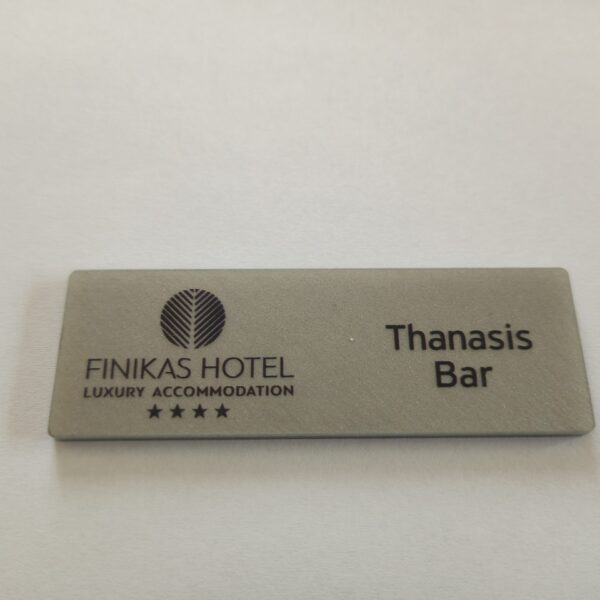 FINIKAS HOTEL
LUXURY ACCOMMODATION
★★★★
Thanasis
Bar